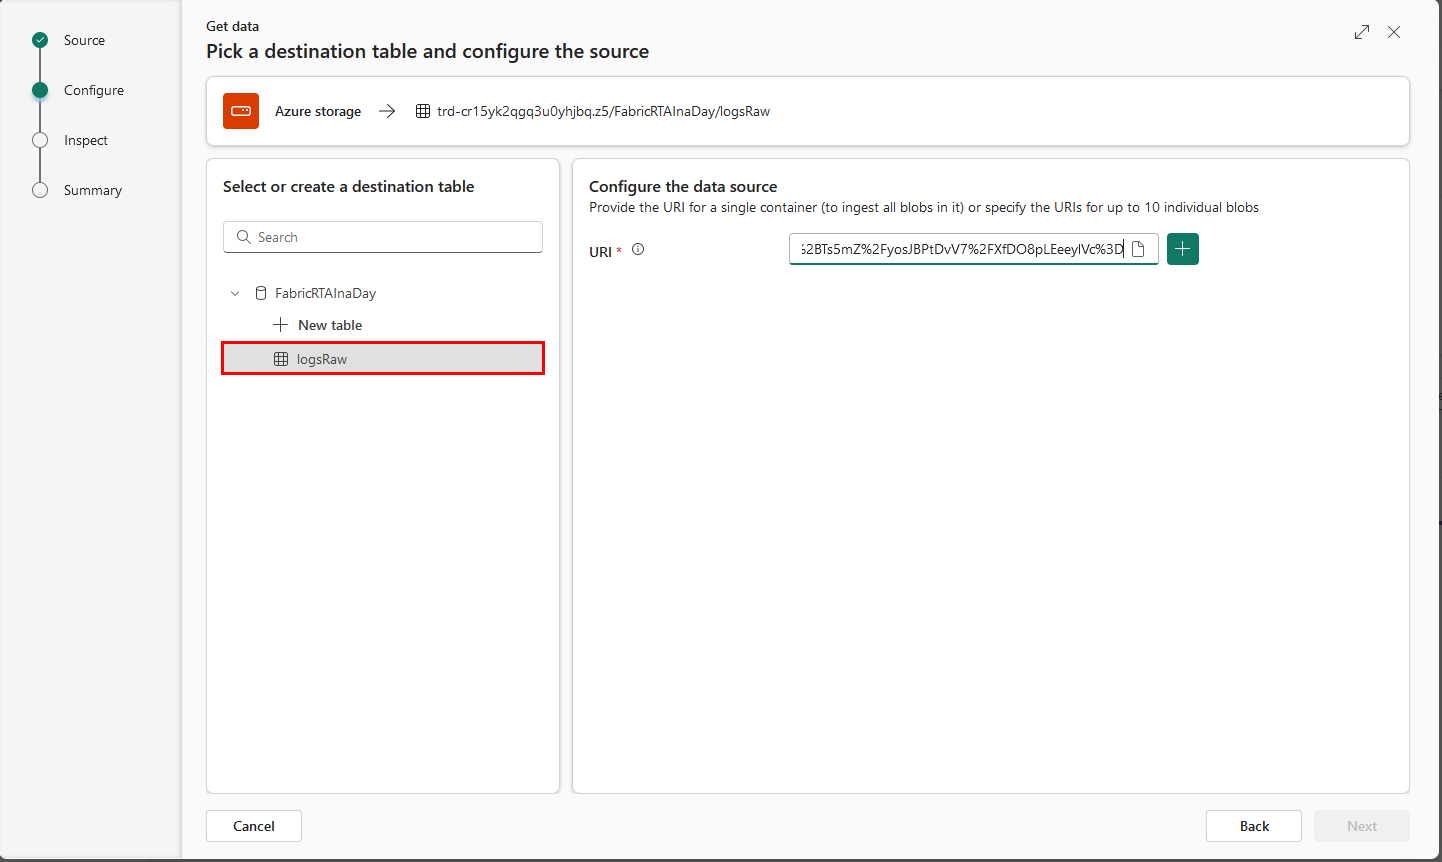 Source
Configure
Inspect
Summary
Get data
Pick a destination table and configure the source
Azure storage
trd-cr15yk2qgq3u0yhjbq.z5/FabricRTAInaDay/logsRaw
Select or create a destination table
Search
FabricRTAInaDay
New table
logsRaw
Configure the data source
Provide the URI for a single container (to ingest all blobs in it) or specify the URIs for up to 10 individual blobs
URI *
%2BTs5mZ%2FyosJBPtDvV7%2FXfDO8pLEeeyIVc%3D
Cancel
Back
Next